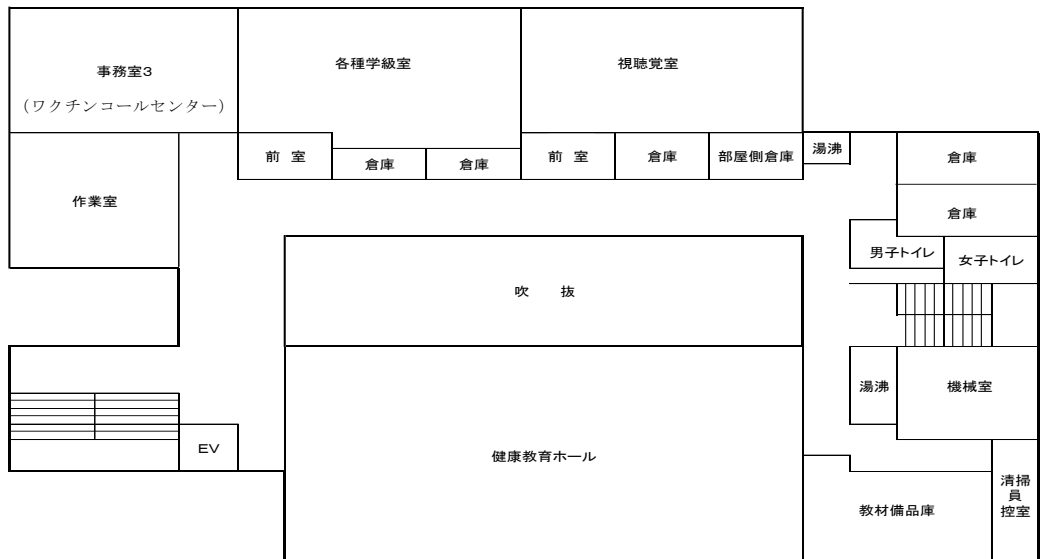 事務室3
（ワクチンコールセンター）
各種学級室
視聴覚室
前 室
倉庫
倉庫
前 室
倉庫
部屋側倉庫
湯沸
倉庫
作業室
倉庫
男子トイレ
女子トイレ
吹 抜
湯沸
機械室
EV
健康教育ホール
教材備品庫
清掃
員
控室